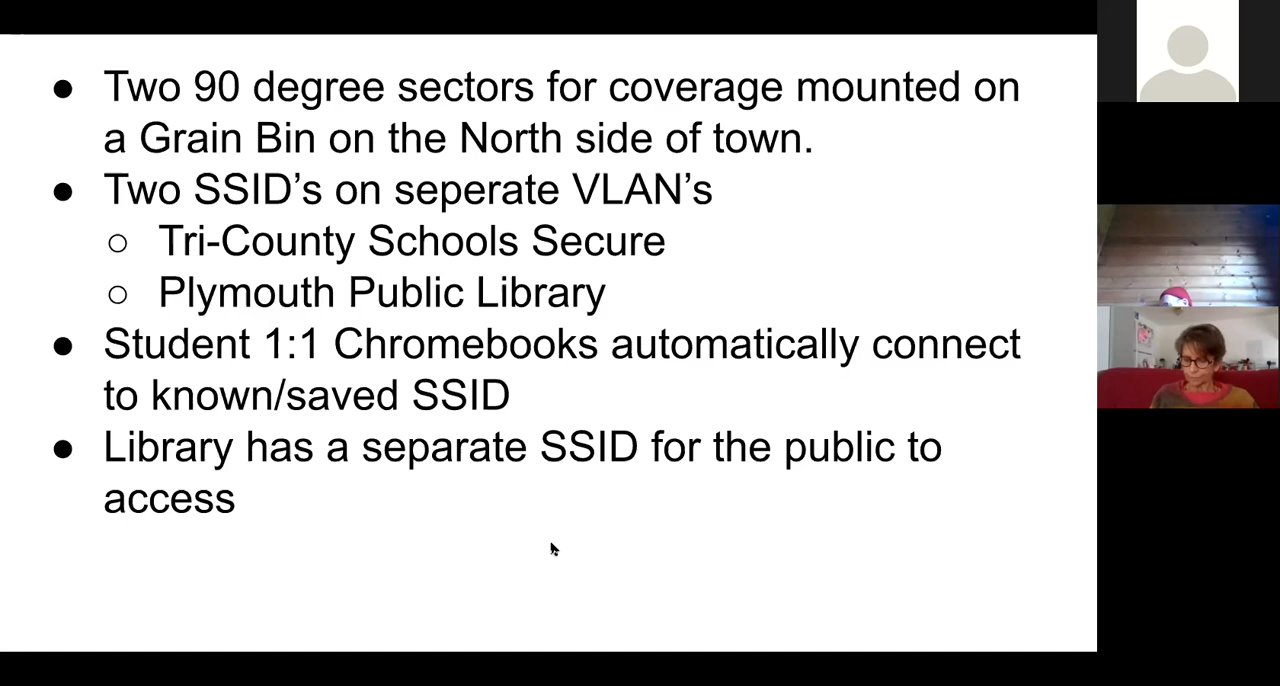 ● Two 90 degree sectors for coverage mounted on
a Grain Bin on the North side of town.
● Two SSID’s on seperate VLAN’s
○ Tri-County Schools Secure
○ Plymouth Public Library
● Student 1:1 Chromebooks automatically connect
to known/saved SSID
● Library has a separate SSID for the public to
access